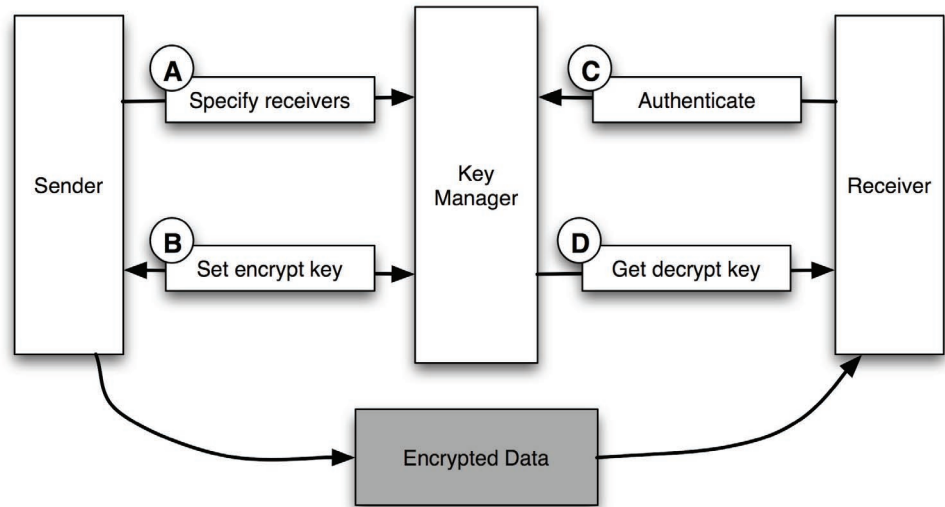 A
Specify receivers
C
Authenticate
Sender
Key
Manager
Receiver
B
Set encrypt key
D
Get decrypt key
Encrypted Data